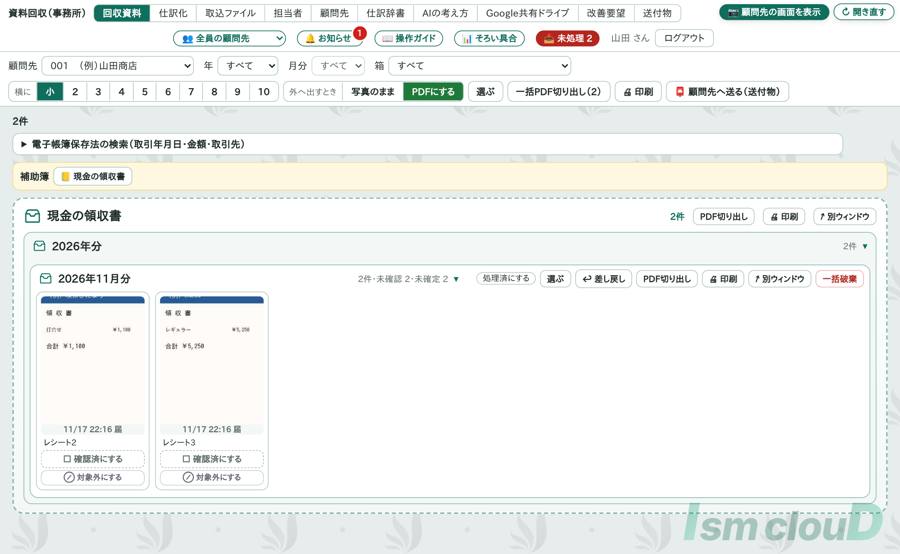 資料回収（事務所） 回収資料 仕訳化 取込ファイル 担当者 顧問先 仕訳辞書 AIの考え方 Google共有ドライブ 改善要望 送付物 顧問先の画面を表示 開き直す
全員の顧問先 お知らせ 1 操作ガイド そろい具合 未処理 2 山田 さん ログアウト
顧問先 001 （例）山田商店 年 すべて 月分 すべて 箱 すべて
横に 小 2 3 4 5 6 7 8 9 10 外へ出すとき 写真のまま PDFにする 選ぶ 一括PDF切り出し（2） 印刷 顧問先へ送る（送付物）
2件
▶ 電子帳簿保存法の検索（取引年月日・金額・取引先）
補助簿 現金の領収書
現金の領収書 2件 PDF切り出し 印刷 別ウィンドウ
2026年分 2件 ▼
2026年11月分 2件・未確認 2・未確定 2 ▼ 処理済にする 選ぶ ↩ 差し戻し PDF切り出し 印刷 別ウィンドウ 一括破棄
領 収 書 領 収 書
¥1,100 レギュラー ¥5,250
合計 ¥1,100 合計 ¥5,250
11/17 22:16 届 11/17 22:16 届
レシート2 レシート3
確認済にする 確認済にする
対象外にする 対象外にする
Ism clouD